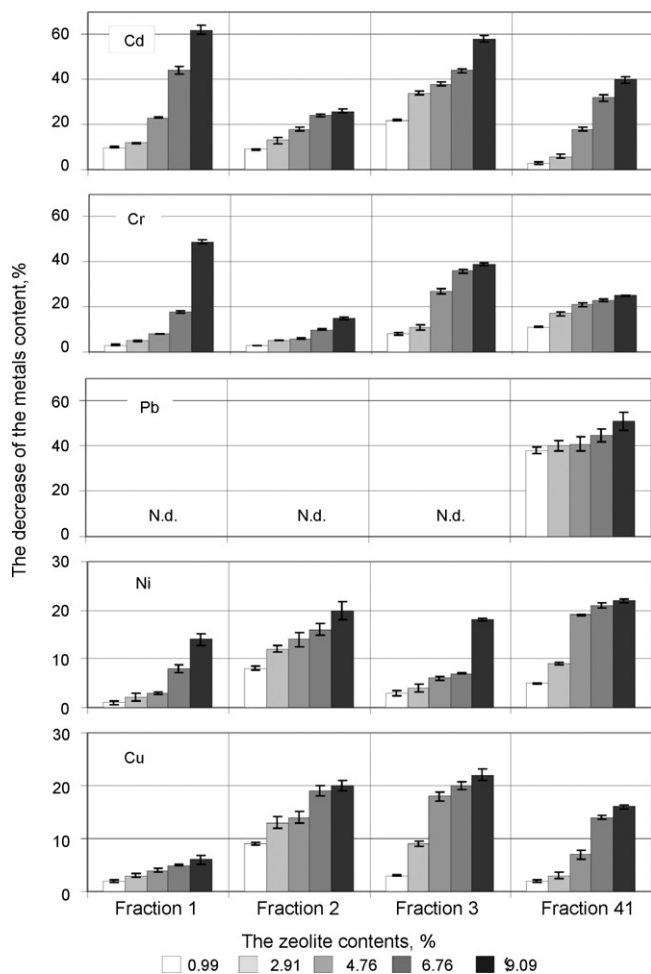 The decrease of the metals content,%
Cd
60
40
20
0
Cr
60
40
20
0
Pb
60
40
20
0
N.d. N.d. N.d.
Ni
30
20
10
0
Cu
30
20
10
0
Fraction 1 Fraction 2 Fraction 3 Fraction 41
The zeolite contents, %
0.99 2.91 4.76 6.76 9.09